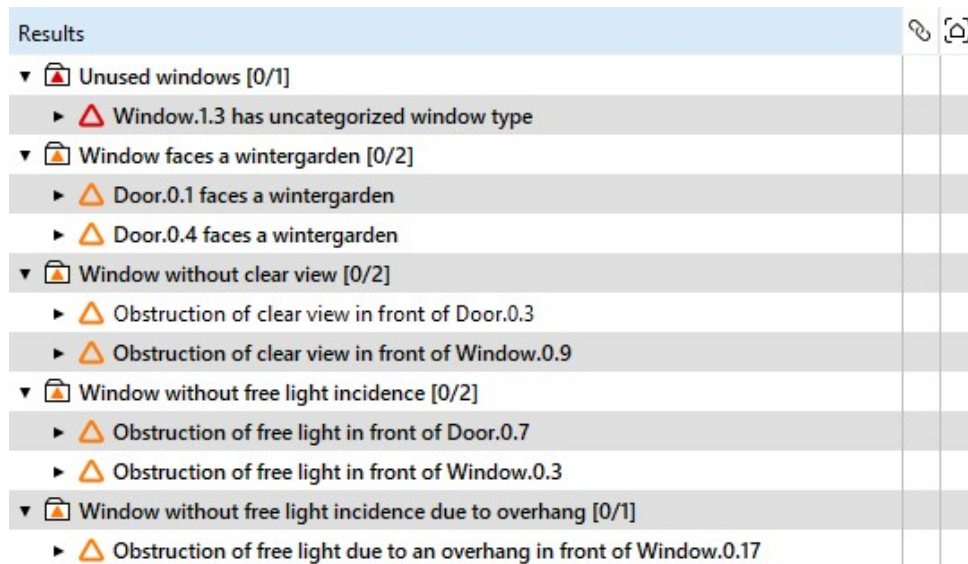 Results
Unused windows [0/1]
Window.1.3 has uncategorized window type
Window faces a wintergarden [0/2]
Door.0.1 faces a wintergarden
Door.0.4 faces a wintergarden
Window without clear view [0/2]
Obstruction of clear view in front of Door.0.3
Obstruction of clear view in front of Window.0.9
Window without free light incidence [0/2]
Obstruction of free light in front of Door.0.7
Obstruction of free light in front of Window.0.3
Window without free light incidence due to overhang [0/1]
Obstruction of free light due to an overhang in front of Window.0.17